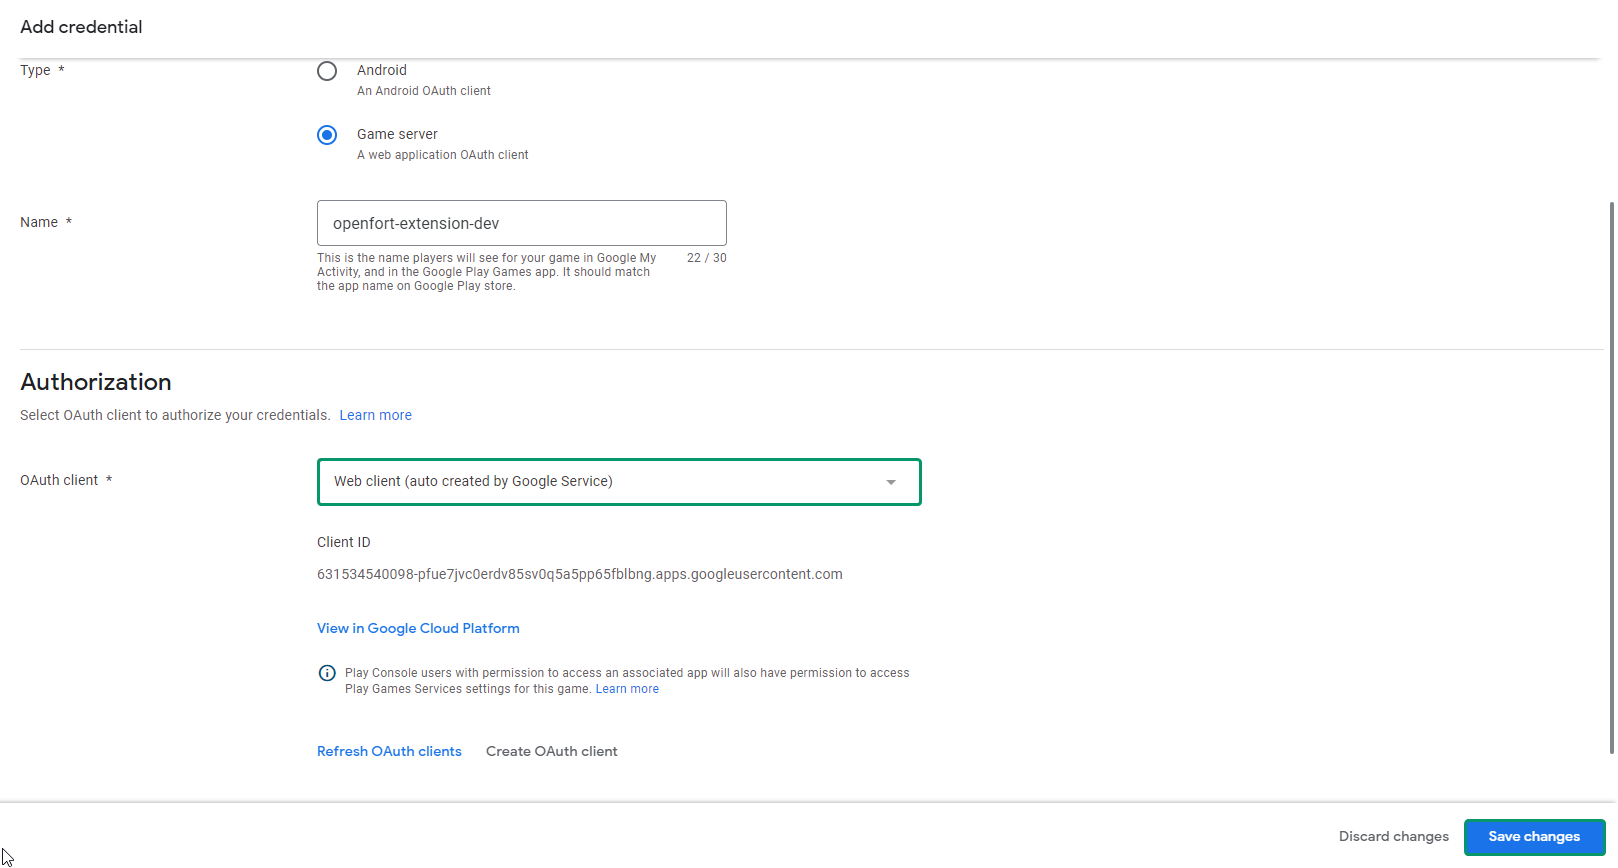 Add credential
Type *
Android
An Android OAuth client
Game server
A web application OAuth client
Name *
openfort-extension-dev
This is the name players will see for your game in Google My 22 / 30
Activity, and in the Google Play Games app. It should match
the app name on Google Play store.
Authorization
Select OAuth client to authorize your credentials. Learn more
OAuth client *
Web client (auto created by Google Service)
Client ID
631534540098-pfue7jvc0erdv85sv0q5a5pp65fblbng.apps.googleusercontent.com
View in Google Cloud Platform
Play Console users with permission to access an associated app will also have permission to access
Play Games Services settings for this game. Learn more
Refresh OAuth clients Create OAuth client
Discard changes Save changes